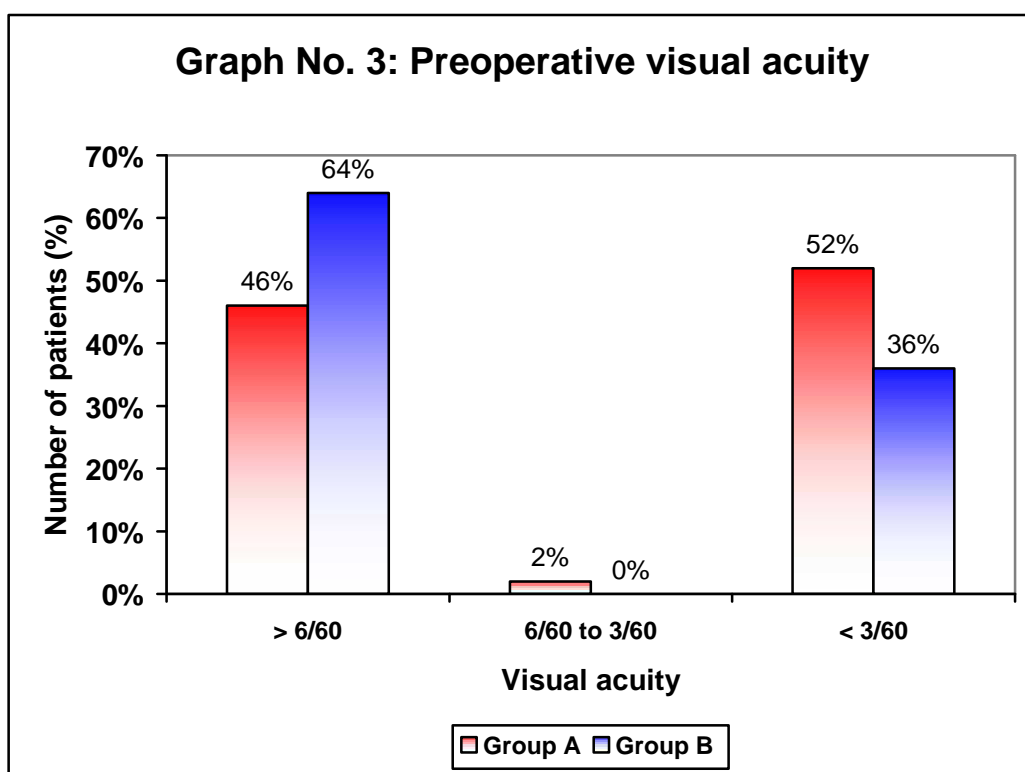 Graph No. 3: Preoperative visual acuity
Number of patients (%)
70%
60%
50%
40%
30%
20%
10%
0%
46%
64%
2%
0%
52%
36%
> 6/60
6/60 to 3/60
< 3/60
Visual acuity
Group A
Group B